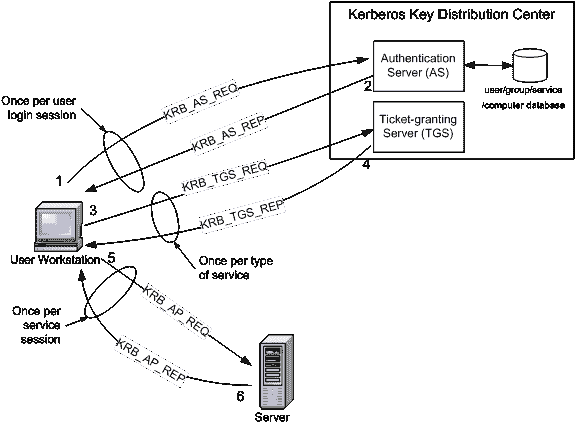 Kerberos Key Distribution Center
Authentication
Server (AS)
user/group/service
/computer database
2
Ticket-granting
Server (TGS)
4
Once per user
login session
KRB_AS_REQ
KRB_AS_REP
1
KRB_TGS_REQ
3
KRB_TGS_REP
User Workstation
5
Once per type
of service
Once per
service
session
KRB_AP_REQ
KRB_AP_REP
6
Server